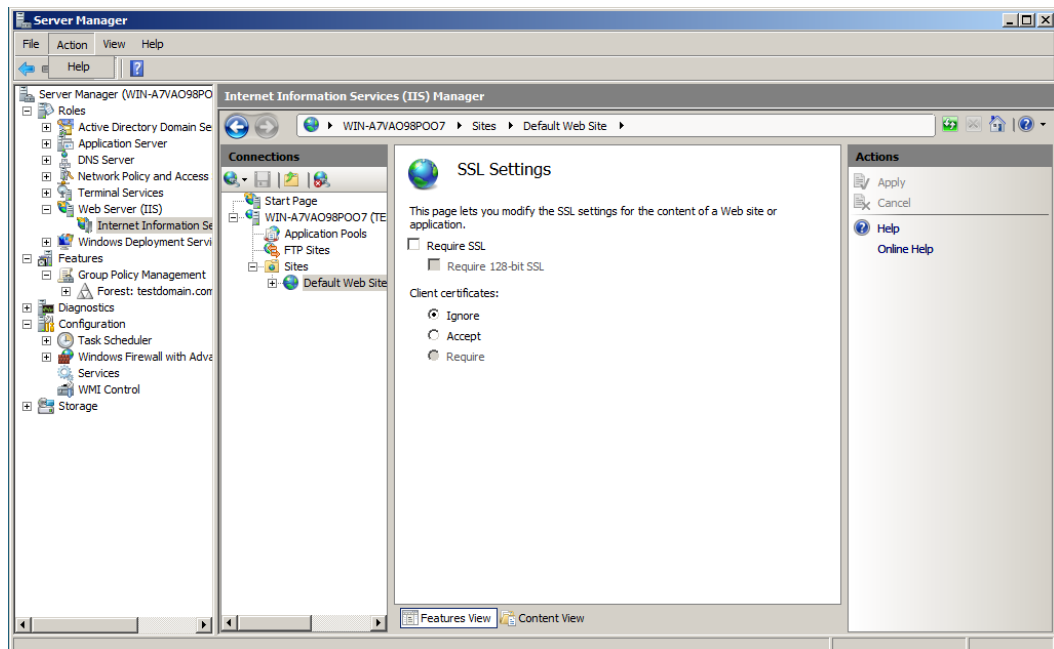 Server Manager
File Action View Help
Help
Server Manager (WIN-A7VAO98PO
Roles
Active Directory Domain Se
Application Server
DNS Server
Network Policy and Access
Terminal Services
Web Server (IIS)
Internet Information Se
Windows Deployment Servi
Features
Group Policy Management
Forest: testdomain.com
Diagnostics
Configuration
Task Scheduler
Windows Firewall with Adva
Services
WMI Control
Storage
Internet Information Services (IIS) Manager
WIN-A7VAO98POO7 Sites Default Web Site
Connections
Start Page
WIN-A7VAO98POO7 (TE
Application Pools
FTP Sites
Sites
Default Web Site
SSL Settings
This page lets you modify the SSL settings for the content of a Web site or
application.
Require SSL
Require 128-bit SSL
Client certificates:
Ignore
Accept
Require
Features View Content View
Actions
Apply
Cancel
Help
Online Help